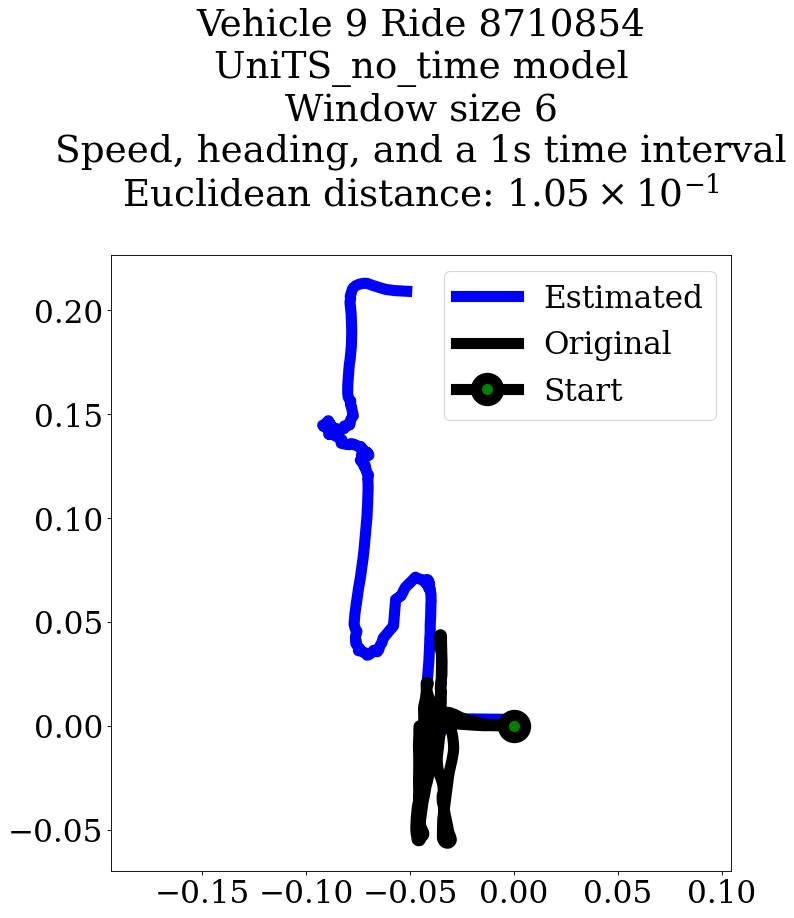 Vehicle 9 Ride 8710854
UniTS_no_time model
Window size 6
Speed, heading, and a 1s time interval
Euclidean distance: 1.05 × 10⁻¹
Estimated
Original
Start
0.20
0.15
0.10
0.05
0.00
−0.05
−0.15 −0.10 −0.05 0.00 0.05 0.10